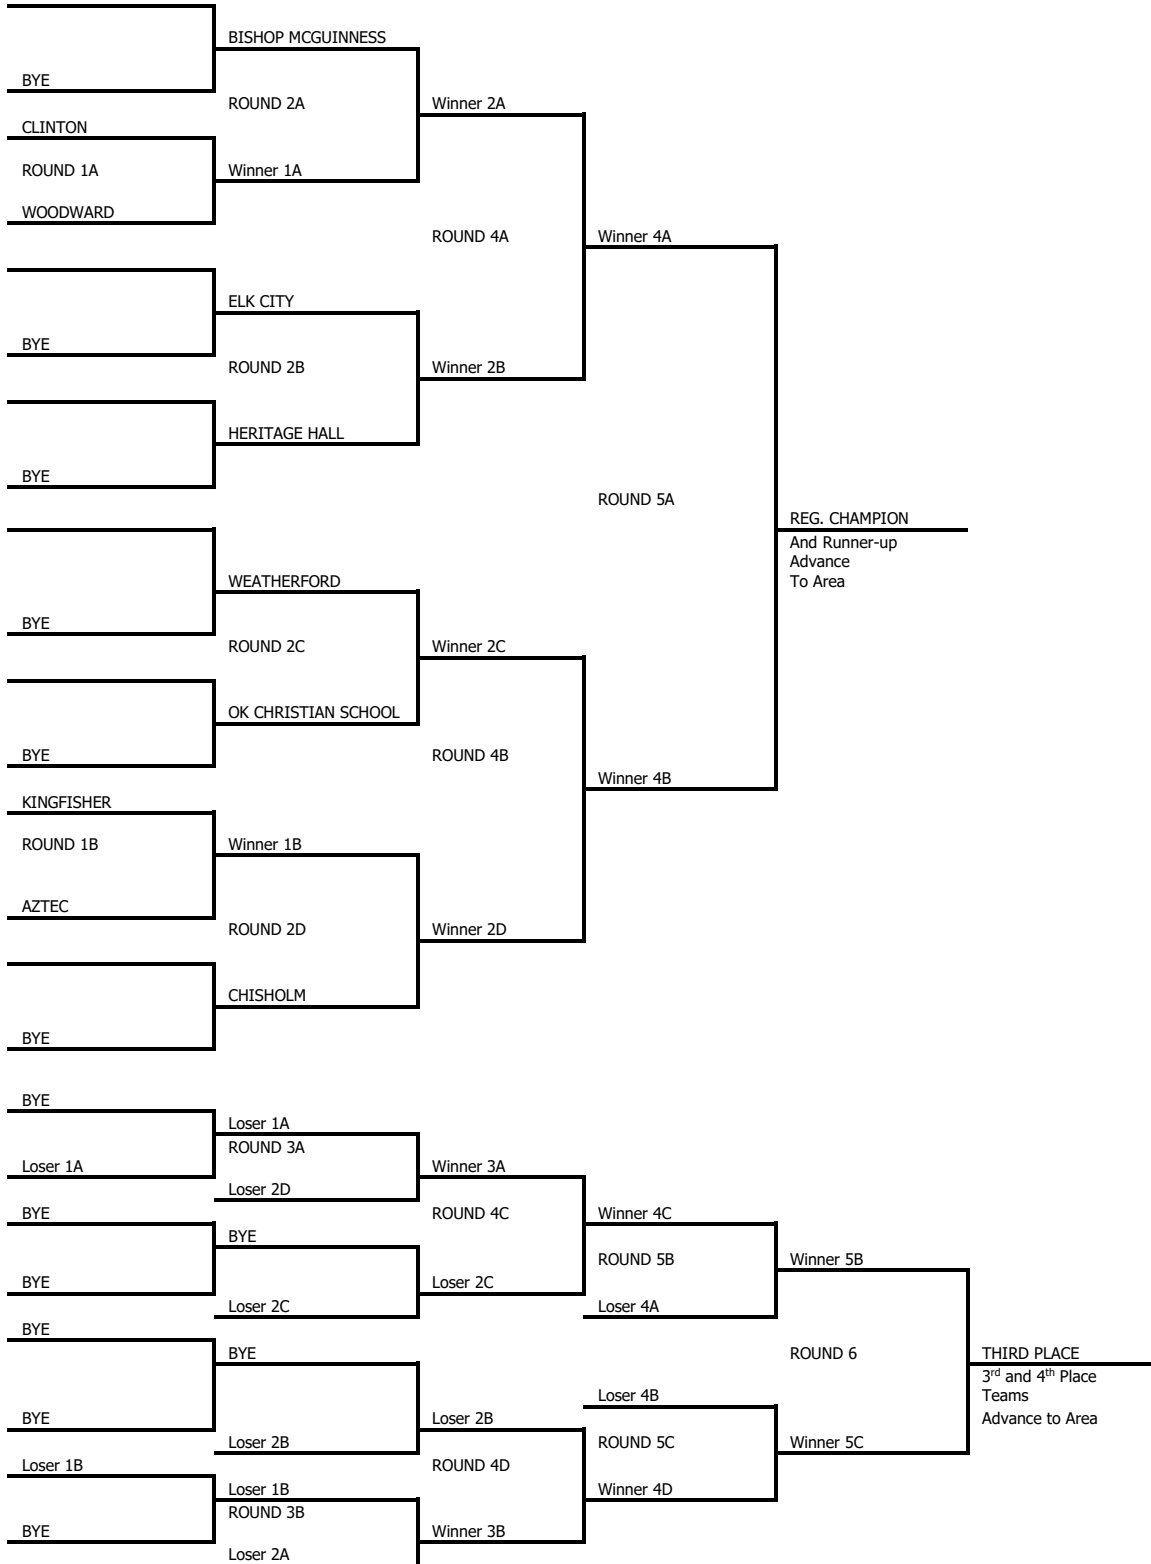 BISHOP MCGUINNESS
BYE
ROUND 2A
Winner 2A
CLINTON
ROUND 1A
Winner 1A
WOODWARD
ROUND 4A
Winner 4A
ELK CITY
BYE
ROUND 2B
Winner 2B
HERITAGE HALL
BYE
ROUND 5A
REG. CHAMPION
And Runner-up
Advance
To Area
WEATHERFORD
BYE
ROUND 2C
Winner 2C
OK CHRISTIAN SCHOOL
BYE
ROUND 4B
Winner 4B
KINGFISHER
ROUND 1B
Winner 1B
AZTEC
ROUND 2D
Winner 2D
CHISHOLM
BYE
BYE
Loser 1A
ROUND 3A
Loser 1A
Winner 3A
Loser 2D
BYE
ROUND 4C
Winner 4C
BYE
ROUND 5B
Winner 5B
BYE
Loser 2C
Loser 2C
Loser 4A
BYE
BYE
ROUND 6
THIRD PLACE
3rd and 4th Place
Teams
Advance to Area
Loser 4B
BYE
Loser 2B
Loser 2B
ROUND 5C
Winner 5C
Loser 1B
ROUND 4D
Loser 1B
Winner 4D
ROUND 3B
BYE
Winner 3B
Loser 2A